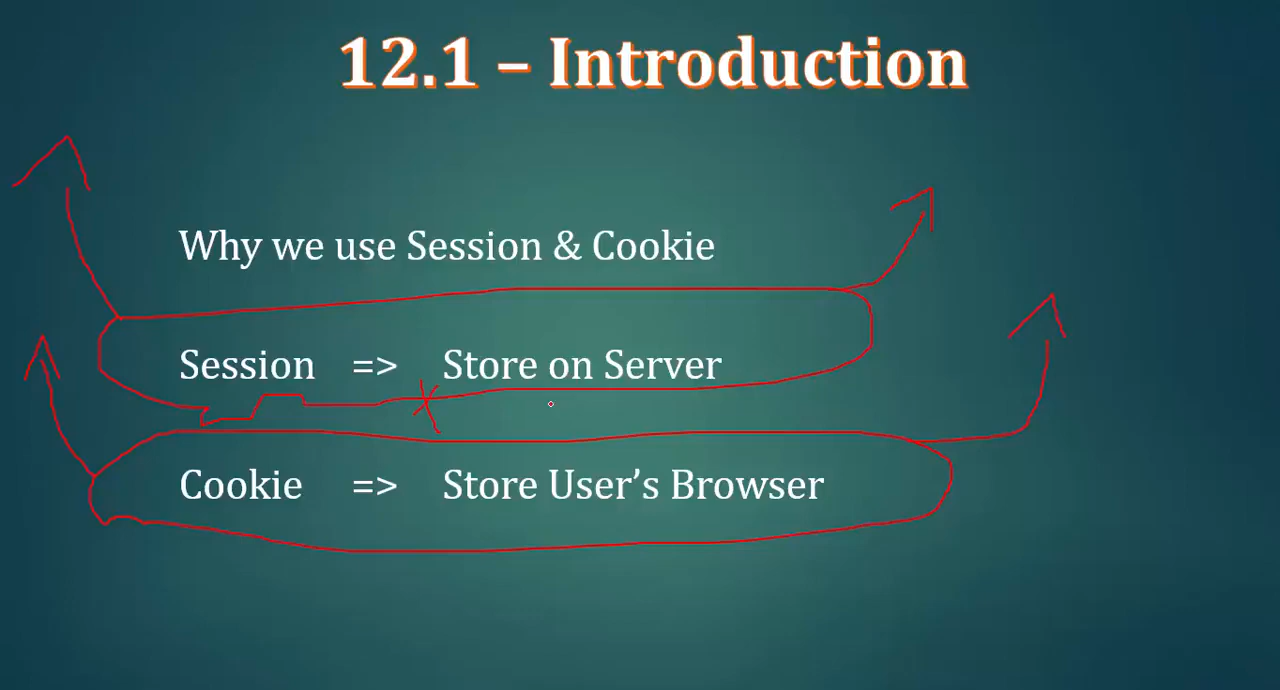 12.1 – Introduction
Why we use Session & Cookie
Session => Store on Server
Cookie => Store User’s Browser